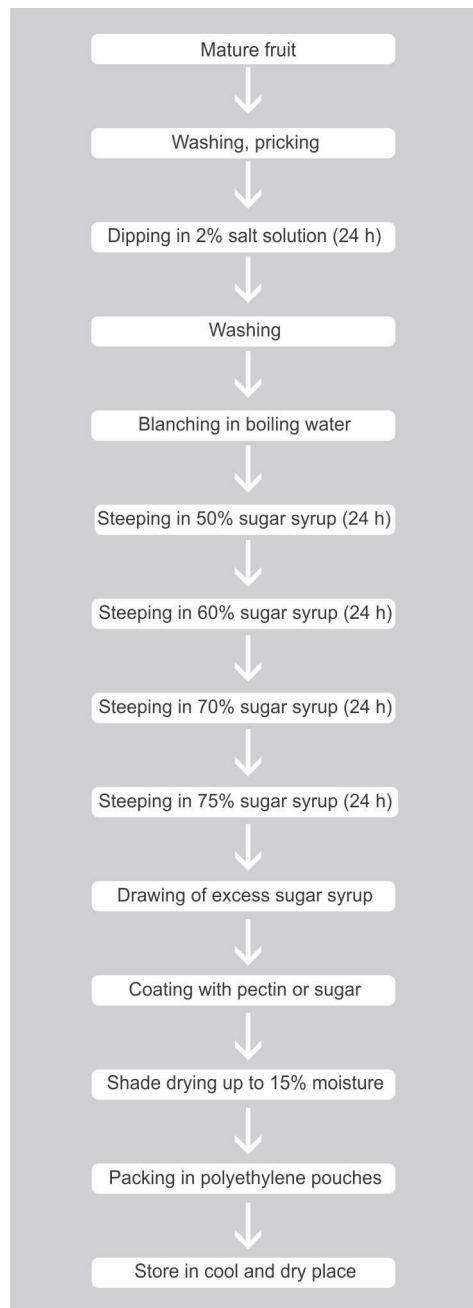 Mature fruit
Washing, pricking
Dipping in 2% salt solution (24 h)
Washing
Blanching in boiling water
Steeping in 50% sugar syrup (24 h)
Steeping in 60% sugar syrup (24 h)
Steeping in 70% sugar syrup (24 h)
Steeping in 75% sugar syrup (24 h)
Drawing of excess sugar syrup
Coating with pectin or sugar
Shade drying up to 15% moisture
Packing in polyethylene pouches
Store in cool and dry place